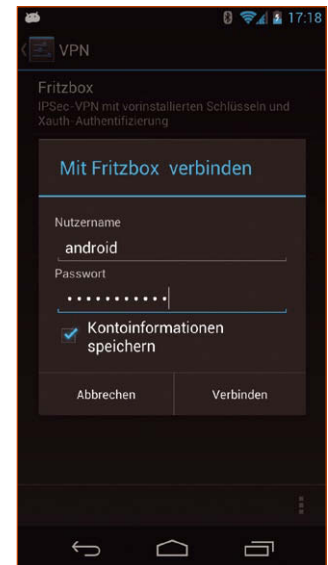 17:18
VPN
Fritzbox
IPSec-VPN mit vorinstallierten Schlüsseln und
Xauth-Authentifizierung
Mit Fritzbox verbinden
Nutzername
android
Passwort
•••••••••••
Kontoinformationen
speichern
Abbrechen Verbinden